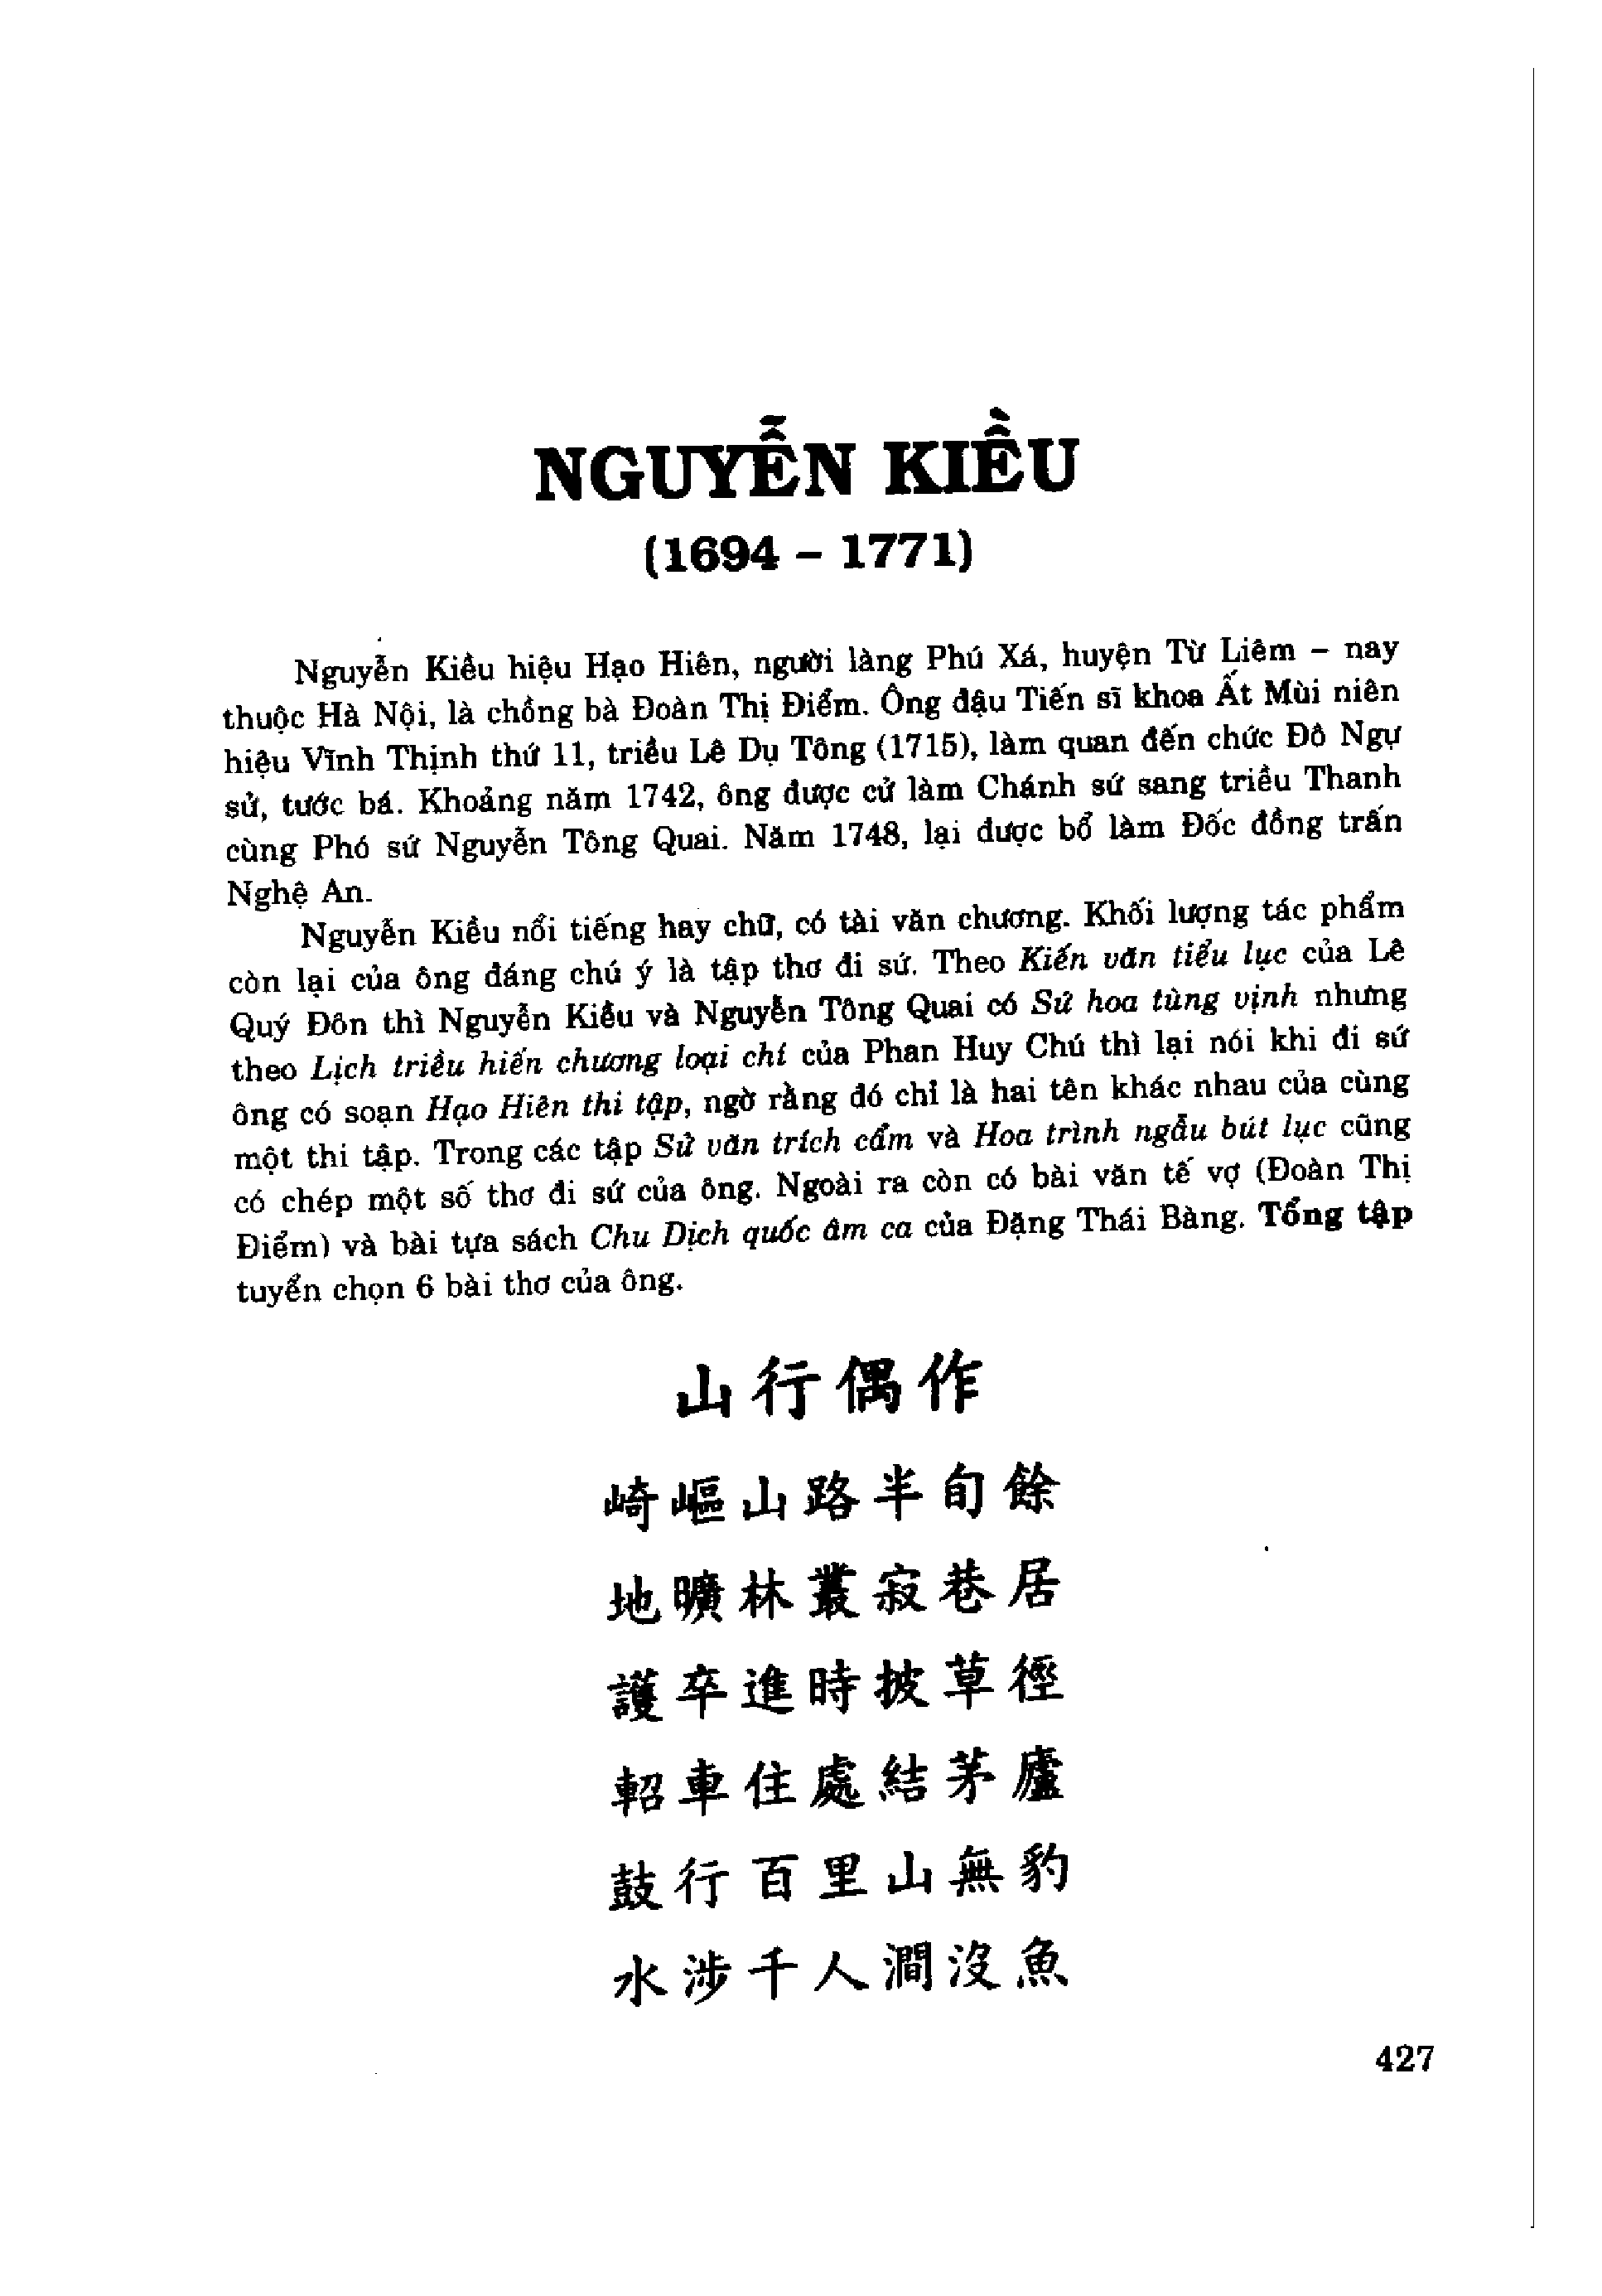 NGUYỄN KIỀU
(1694 – 1771)
Nguyễn Kiều hiệu Hạo Hiên, người làng Phú Xá, huyện Từ Liêm – nay
thuộc Hà Nội, là chồng bà Đoàn Thị Điểm. Ông đậu Tiến sĩ khoa Ất Mùi niên
hiệu Vĩnh Thịnh thứ 11, triều Lê Dụ Tông (1715), làm quan đến chức Đô Ngự
sử, tước bá. Khoảng năm 1742, ông được cử làm Chánh sứ sang triều Thanh
cùng Phó sứ Nguyễn Tông Quai. Năm 1748, lại được bổ làm Đốc đồng trấn
Nghệ An.
Nguyễn Kiều nổi tiếng hay chữ, có tài văn chương. Khối lượng tác phẩm
còn lại của ông đáng chú ý là tập thơ đi sứ. Theo Kiến văn tiểu lục của Lê
Quý Đôn thì Nguyễn Kiều và Nguyễn Tông Quai có Sứ hoa tùng vịnh nhưng
theo Lịch triều hiến chương loại chí của Phan Huy Chú thì lại nói khi đi sứ
ông có soạn Hạo Hiên thi tập, ngờ rằng đó chỉ là hai tên khác nhau của cùng
một thi tập. Trong các tập Sử văn trích cẩm và Hoa trình ngẫu bút lục cũng
có chép một số thơ đi sứ của ông. Ngoài ra còn có bài văn tế vợ (Đoàn Thị
Điểm) và bài tựa sách Chu Dịch quốc âm ca của Đặng Thái Bàng. Tổng tập
tuyển chọn 6 bài thơ của ông.
山行偶作
崎嶇山路半旬餘
地曠林叢寂巷居
護卒進時披草徑
軺車住處結茅廬
鼓行百里山無豹
水涉千人澗沒魚
427